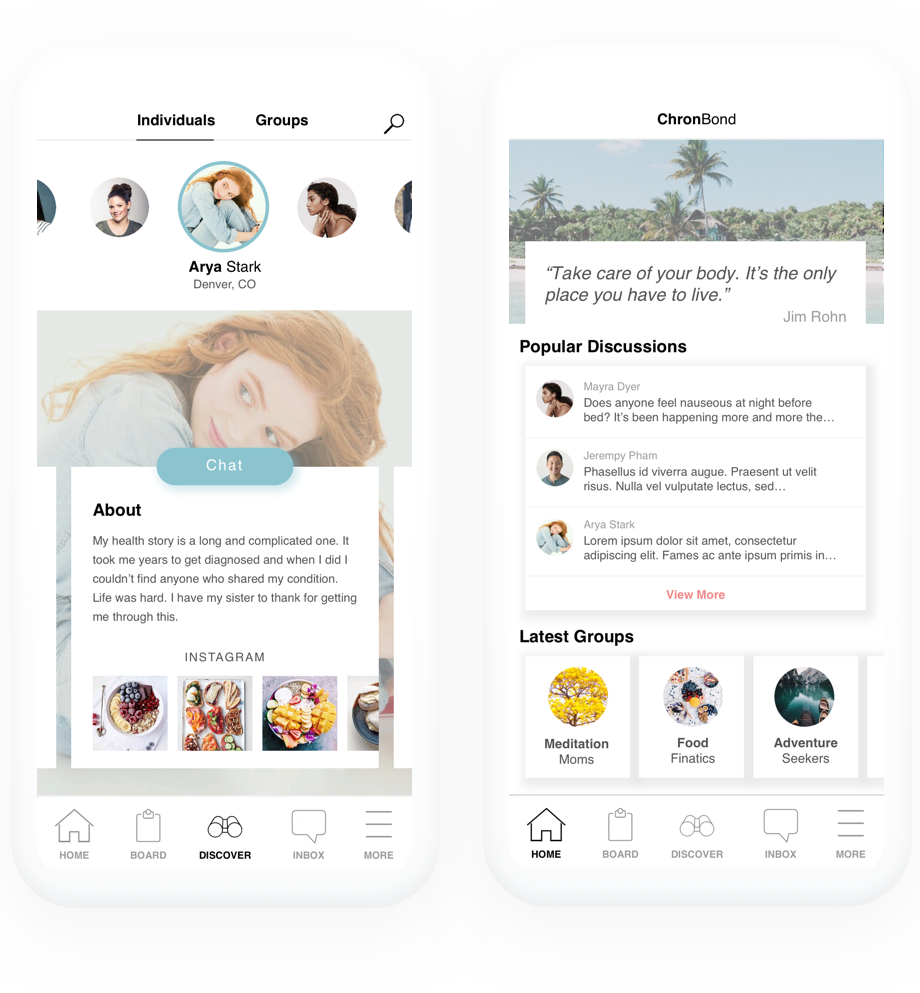 Individuals
Groups
Arya Stark
Denver, CO
Chat
About
My health story is a long and complicated one. It
took me years to get diagnosed and when I did I
couldn’t find anyone who shared my condition.
Life was hard. I have my sister to thank for getting
me through this.
INSTAGRAM
HOME
BOARD
DISCOVER
INBOX
MORE
ChronBond
“Take care of your body. It’s the only
place you have to live.”
Jim Rohn
Popular Discussions
Mayra Dyer
Does anyone feel nauseous at night before
bed? It’s been happening more and more the…
Jerempy Pham
Phasellus id viverra augue. Praesent ut velit
risus. Nulla vel vulputate lectus, sed…
Arya Stark
Lorem ipsum dolor sit amet, consectetur
adipiscing elit. Fames ac ante ipsum primis in…
View More
Latest Groups
Meditation
Moms
Food
Finatics
Adventure
Seekers
HOME
BOARD
DISCOVER
INBOX
MORE